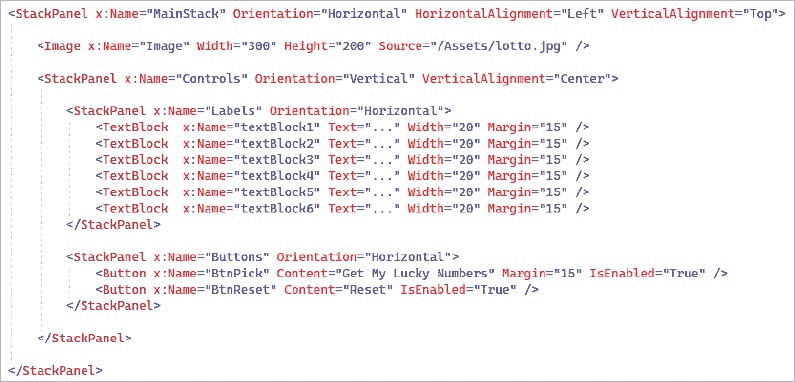 <StackPanel x:Name="MainStack" Orientation="Horizontal" HorizontalAlignment="Left" VerticalAlignment="Top">
<Image x:Name="Image" Width="300" Height="200" Source="/Assets/lotto.jpg" />
<StackPanel x:Name="Controls" Orientation="Vertical" VerticalAlignment="Center">
<StackPanel x:Name="Labels" Orientation="Horizontal">
<TextBlock  x:Name="textBlock1" Text="..." Width="20" Margin="15" />
<TextBlock  x:Name="textBlock2" Text="..." Width="20" Margin="15" />
<TextBlock  x:Name="textBlock3" Text="..." Width="20" Margin="15" />
<TextBlock  x:Name="textBlock4" Text="..." Width="20" Margin="15" />
<TextBlock  x:Name="textBlock5" Text="..." Width="20" Margin="15" />
<TextBlock  x:Name="textBlock6" Text="..." Width="20" Margin="15" />
</StackPanel>
<StackPanel x:Name="Buttons" Orientation="Horizontal">
<Button x:Name="BtnPick" Content="Get My Lucky Numbers" Margin="15" IsEnabled="True" />
<Button x:Name="BtnReset" Content="Reset" IsEnabled="True" />
</StackPanel>
</StackPanel>
</StackPanel>